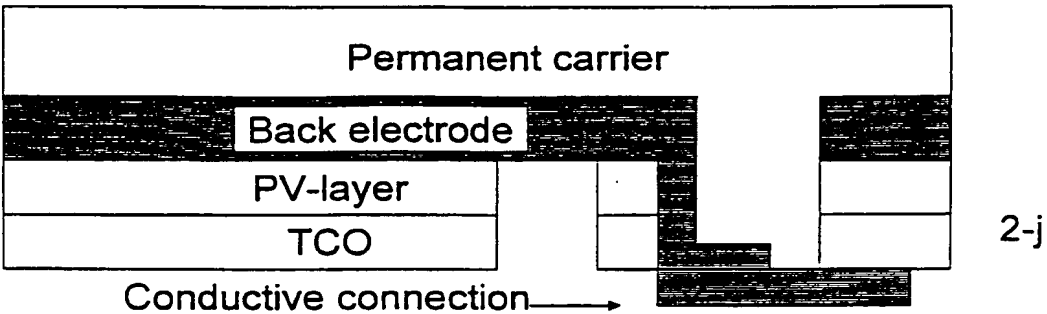 Permanent carrier
Back electrode
PV-layer
TCO
2-j
Conductive connection